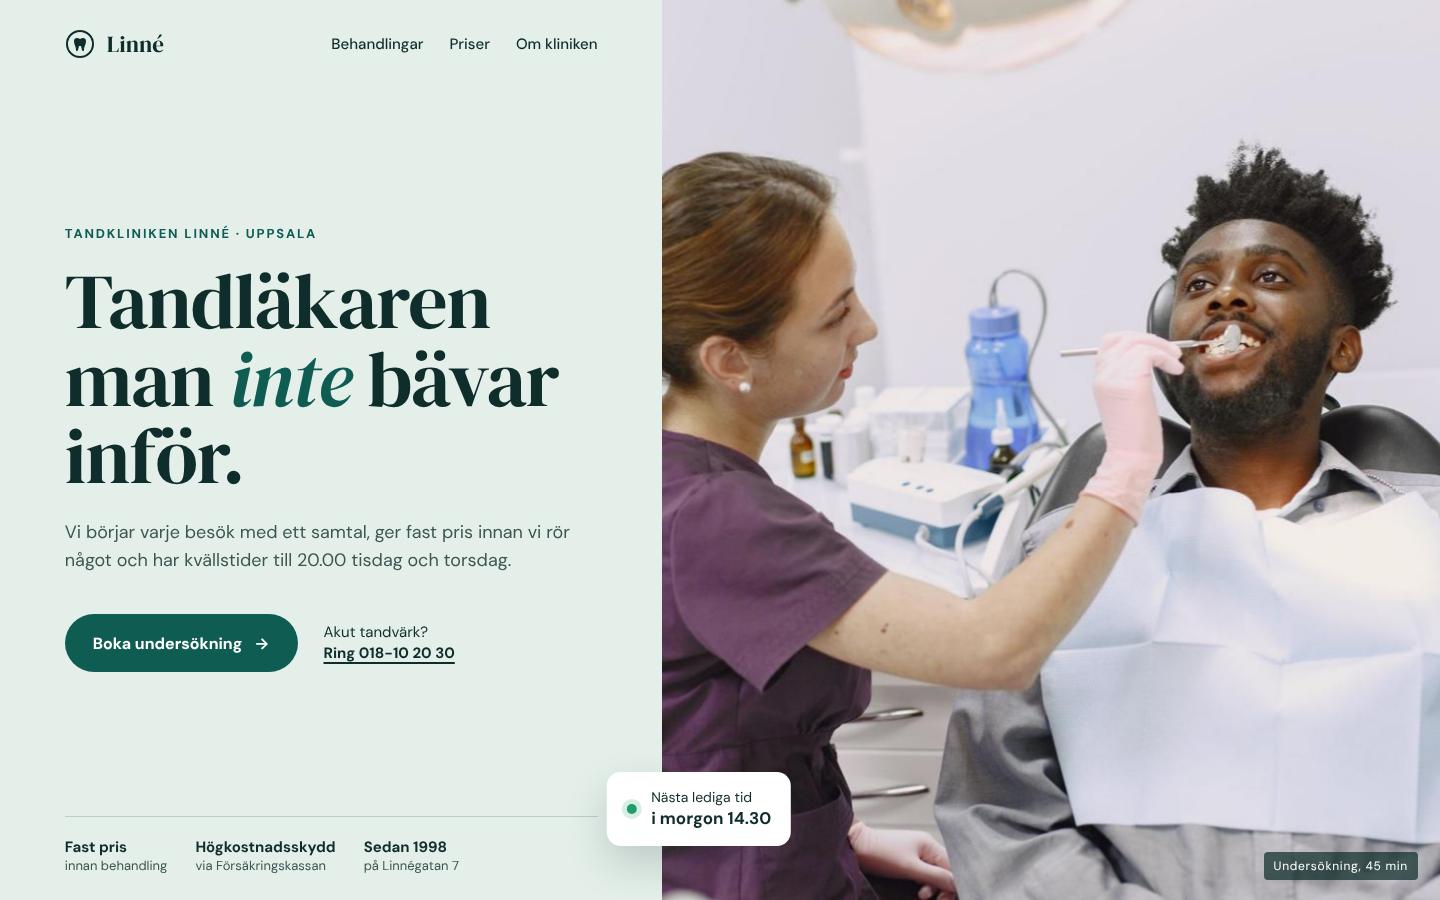 Linné
Behandlingar
Priser
Om kliniken
TANDKLINIKEN LINNÉ · UPPSALA
Tandläkaren
man inte bävar
inför.
Vi börjar varje besök med ett samtal, ger fast pris innan vi rör
något och har kvällstider till 20.00 tisdag och torsdag.
Boka undersökning →
Akut tandvärk?
Ring 018-10 20 30
Nästa lediga tid
i morgon 14.30
Fast pris
innan behandling
Högkostnadsskydd
via Försäkringskassan
Sedan 1998
på Linnégatan 7
Undersökning, 45 min